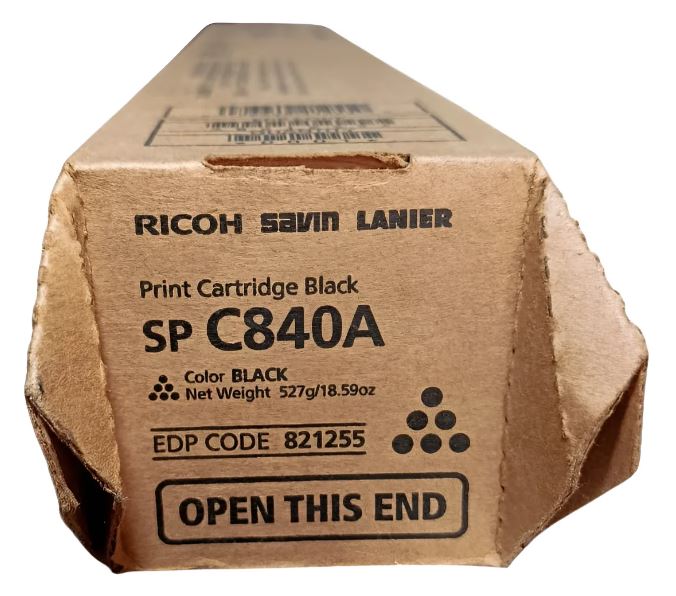 RICOH savin LANIER
Print Cartridge Black
SP C840A
Color BLACK
Net Weight 527g/18.59oz
EDP CODE 821255
OPEN THIS END